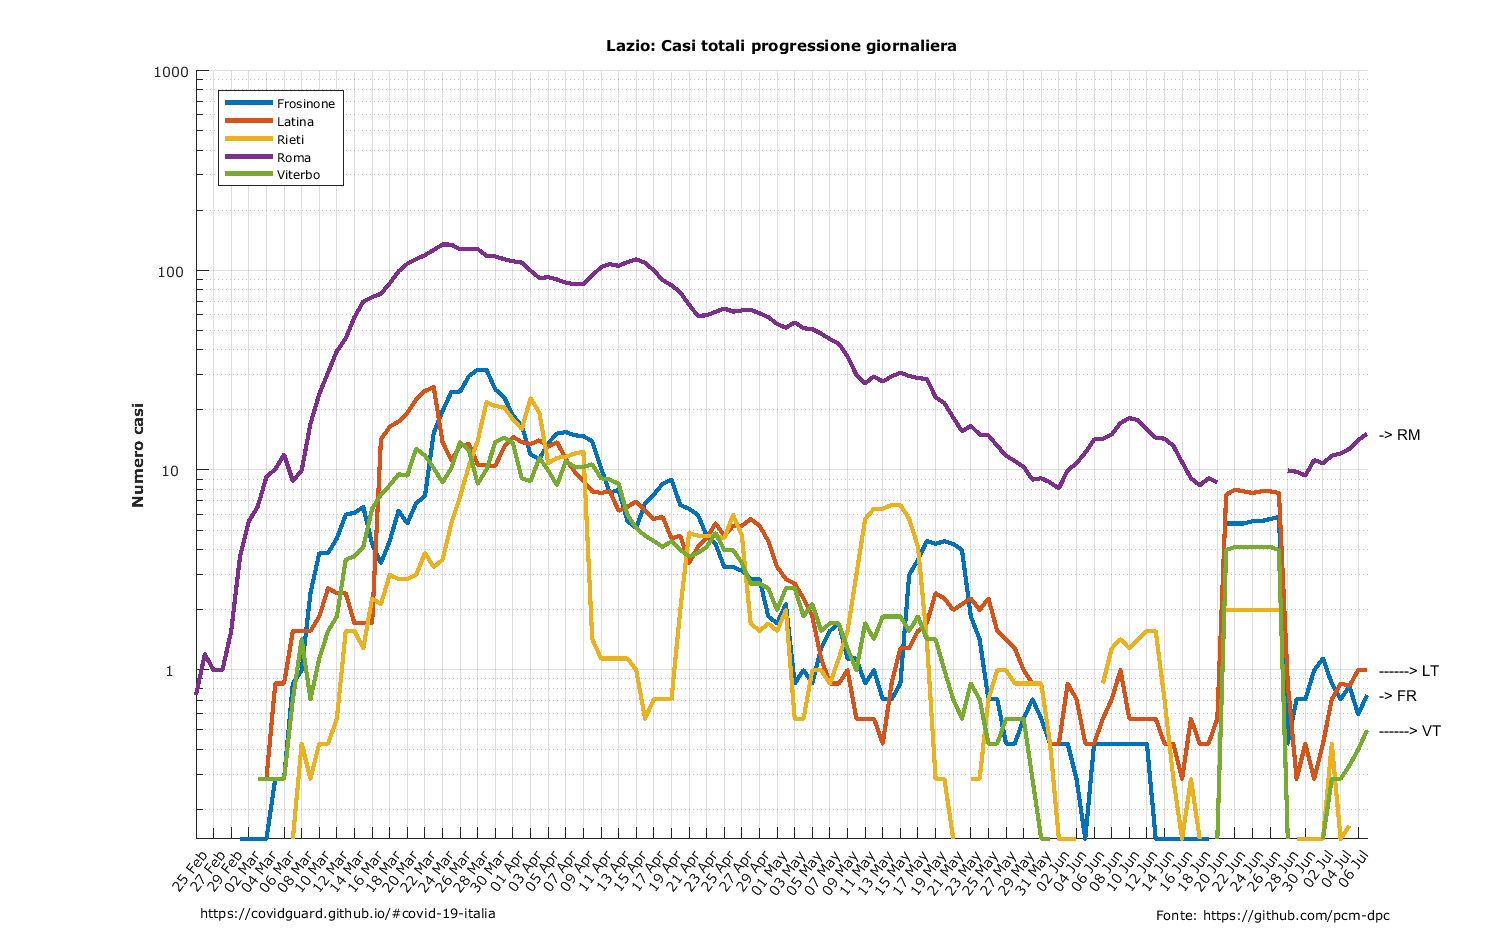 Lazio: Casi totali progressione giornaliera
1000
100
10
1
Numero casi
Frosinone
Latina
Rieti
Roma
Viterbo
-> RM
------> LT
-> FR
------> VT
25 Feb
27 Feb
29 Feb
02 Mar
04 Mar
06 Mar
08 Mar
10 Mar
12 Mar
14 Mar
16 Mar
18 Mar
20 Mar
22 Mar
24 Mar
26 Mar
28 Mar
30 Mar
01 Apr
03 Apr
05 Apr
07 Apr
09 Apr
11 Apr
13 Apr
15 Apr
17 Apr
19 Apr
21 Apr
23 Apr
25 Apr
27 Apr
29 Apr
01 May
03 May
05 May
07 May
09 May
11 May
13 May
15 May
17 May
19 May
21 May
23 May
25 May
27 May
29 May
31 May
02 Jun
04 Jun
06 Jun
08 Jun
10 Jun
12 Jun
14 Jun
16 Jun
18 Jun
20 Jun
22 Jun
24 Jun
26 Jun
28 Jun
30 Jun
02 Jul
04 Jul
06 Jul
https://covidguard.github.io/#covid-19-italia
Fonte: https://github.com/pcm-dpc